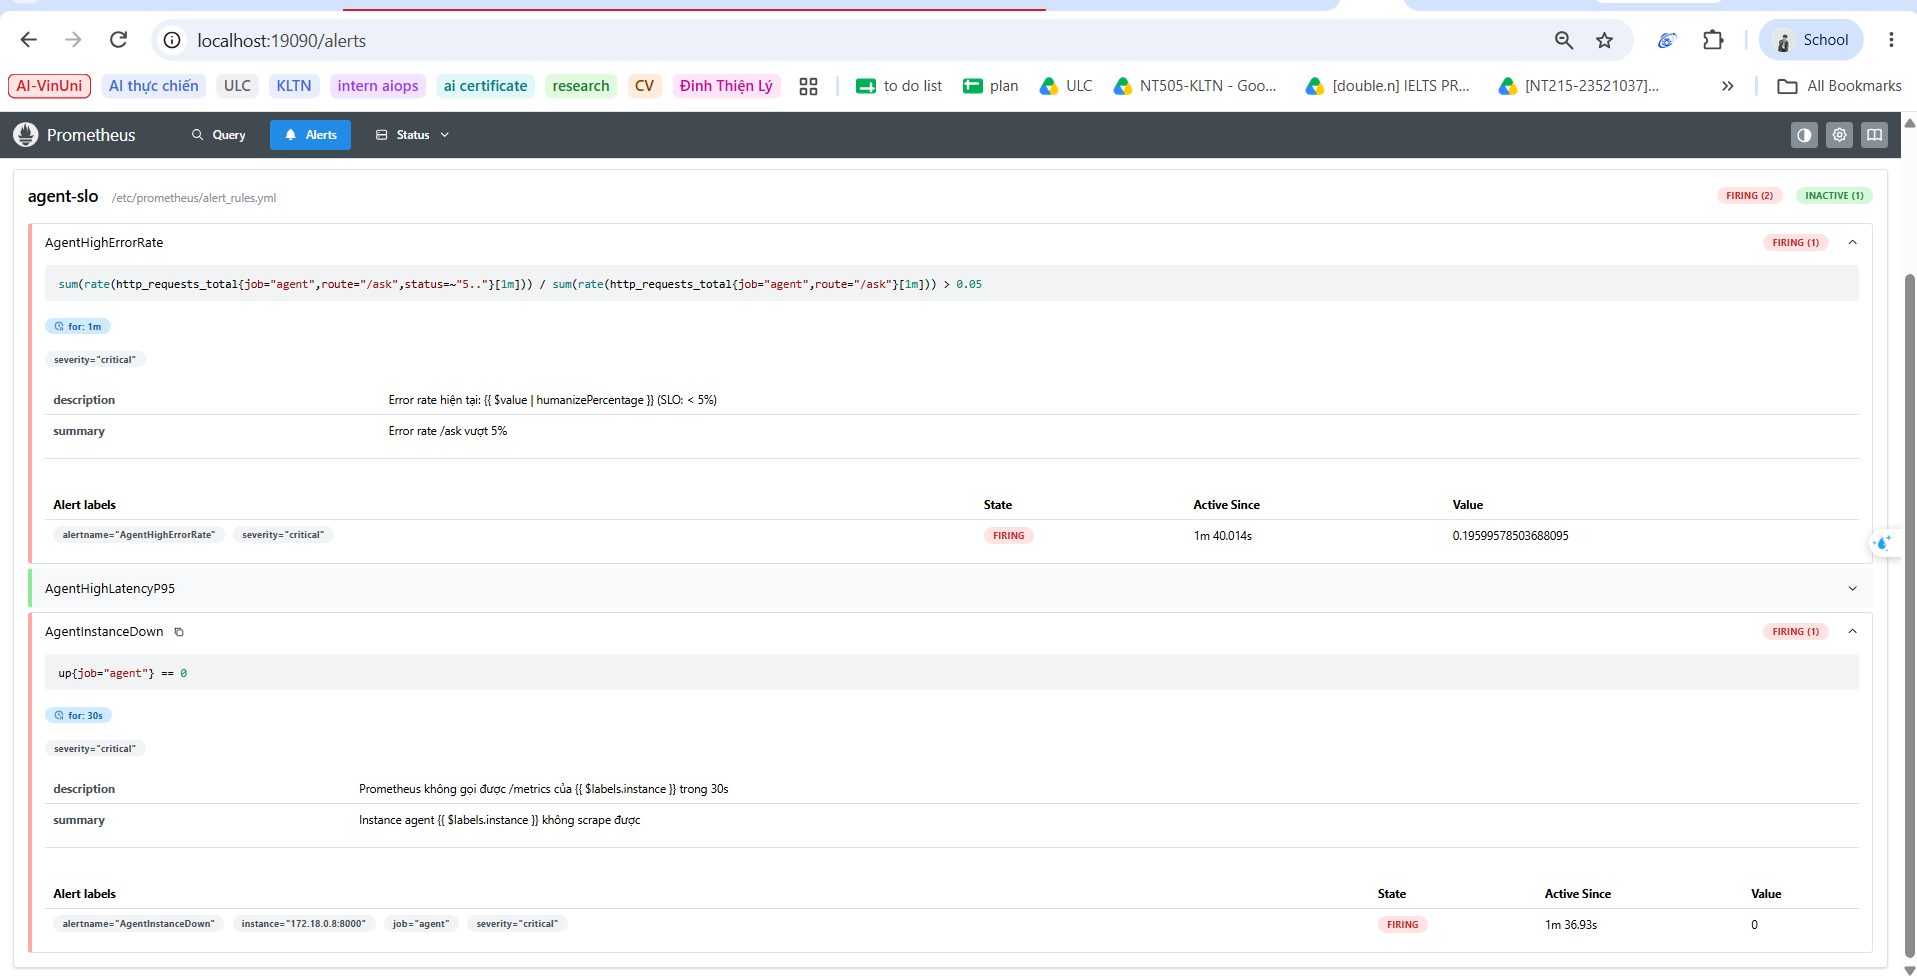 localhost:19090/alerts
School
AI-VinUni AI thực chiến ULC KLTN intern aiops ai certificate research CV Đinh Thiện Lý to do list plan ULC NT505-KLTN - Goo... [double.n] IELTS PR... [NT215-23521037]... » All Bookmarks
Prometheus Query Alerts Status
agent-slo /etc/prometheus/alert_rules.yml FIRING (2) INACTIVE (1)
AgentHighErrorRate FIRING (1)
sum(rate(http_requests_total{job="agent",route="/ask",status=~"5.."}[1m])) / sum(rate(http_requests_total{job="agent",route="/ask"}[1m])) > 0.05
for: 1m
severity="critical"
description Error rate hiện tại: {{ $value | humanizePercentage }} (SLO: < 5%)
summary Error rate /ask vượt 5%
Alert labels State Active Since Value
alertname="AgentHighErrorRate" severity="critical" FIRING 1m 40.014s 0.19599578503688095
AgentHighLatencyP95
AgentInstanceDown FIRING (1)
up{job="agent"} == 0
for: 30s
severity="critical"
description Prometheus không gọi được /metrics của {{ $labels.instance }} trong 30s
summary Instance agent {{ $labels.instance }} không scrape được
Alert labels State Active Since Value
alertname="AgentInstanceDown" instance="172.18.0.8:8000" job="agent" severity="critical" FIRING 1m 36.93s 0